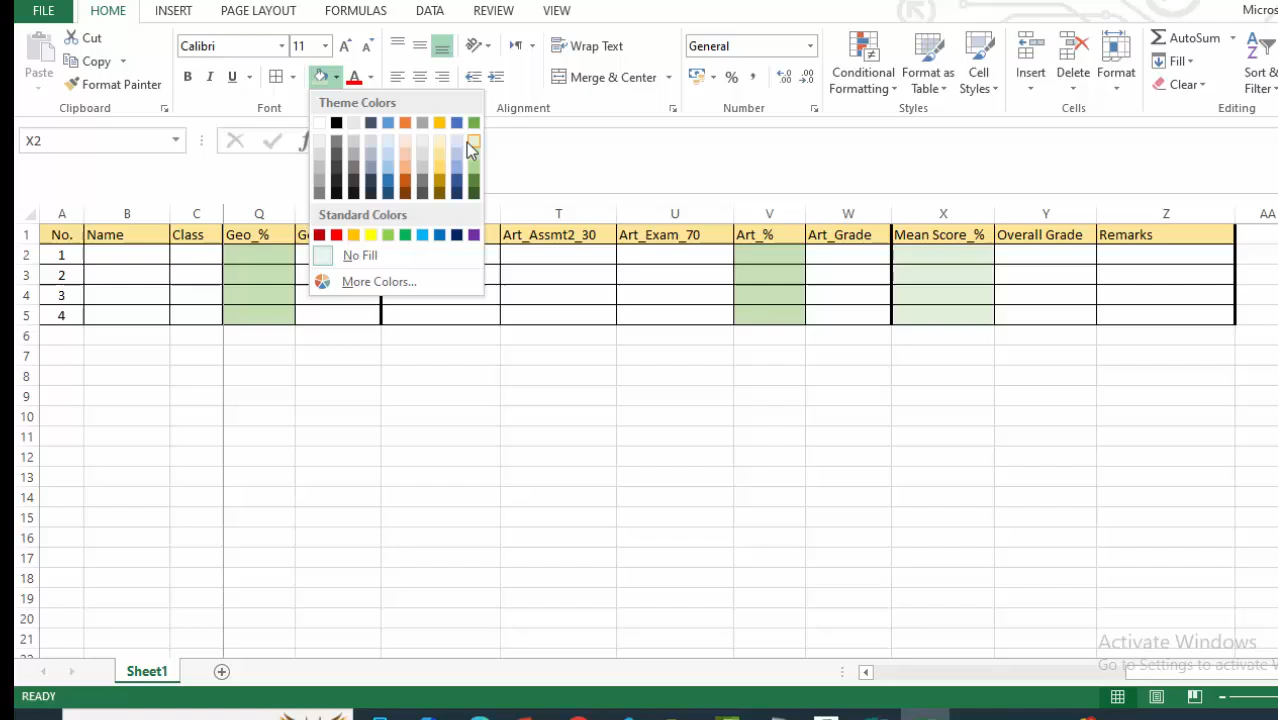 FILE HOME INSERT PAGE LAYOUT FORMULAS DATA REVIEW VIEW Micros
Paste Cut Copy Format Painter Clipboard
Calibri 11 B I U Font
Wrap Text Merge & Center Alignment
General % Number
Conditional Formatting Format as Table Cell Styles Styles
Insert Delete Format Cells
AutoSum Fill Clear Sort & Filter Editing
Theme Colors
Standard Colors
No Fill
More Colors...
X2
A B C Q T U V W X Y Z AA
1 No. Name Class Geo_% Art_Assmt2_30 Art_Exam_70 Art_% Art_Grade Mean Score_% Overall Grade Remarks
2 1
3 2
4 3
5 4
6
7
8
9
10
11
12
13
14
15
16
17
18
19
20
21
Activate Windows
Go to Settings to activate W
Sheet1
READY